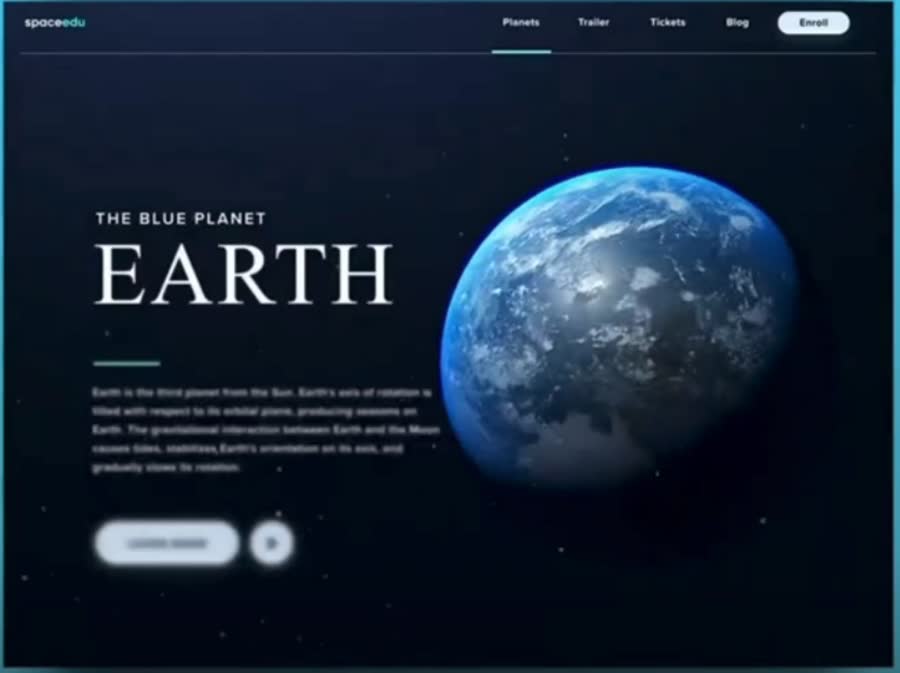 spaceedu
Planets
Trailer
Tickets
Blog
Enroll
THE BLUE PLANET
EARTH
Earth is the third planet from the Sun. Earth's axis of rotation is
tilted with respect to its orbital plane, producing seasons on
Earth. The gravitational interaction between Earth and the Moon
causes tides, stabilizes Earth's orientation on its axis, and
gradually slows its rotation.